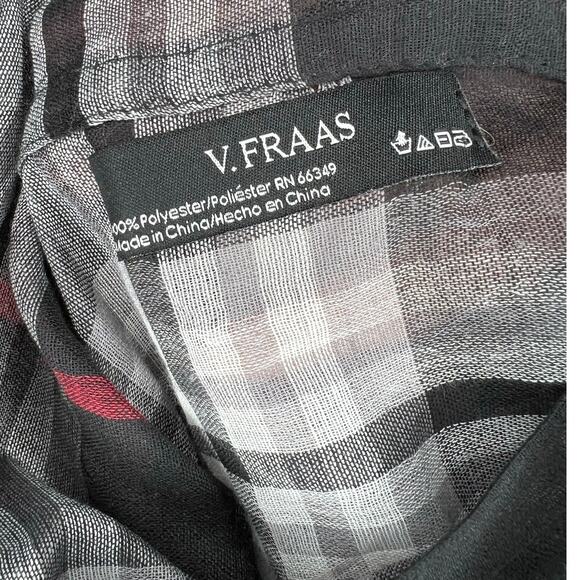 V. FRAAS
00% Polyester/Poliéster RN 66349
Made in China/Hecho en China